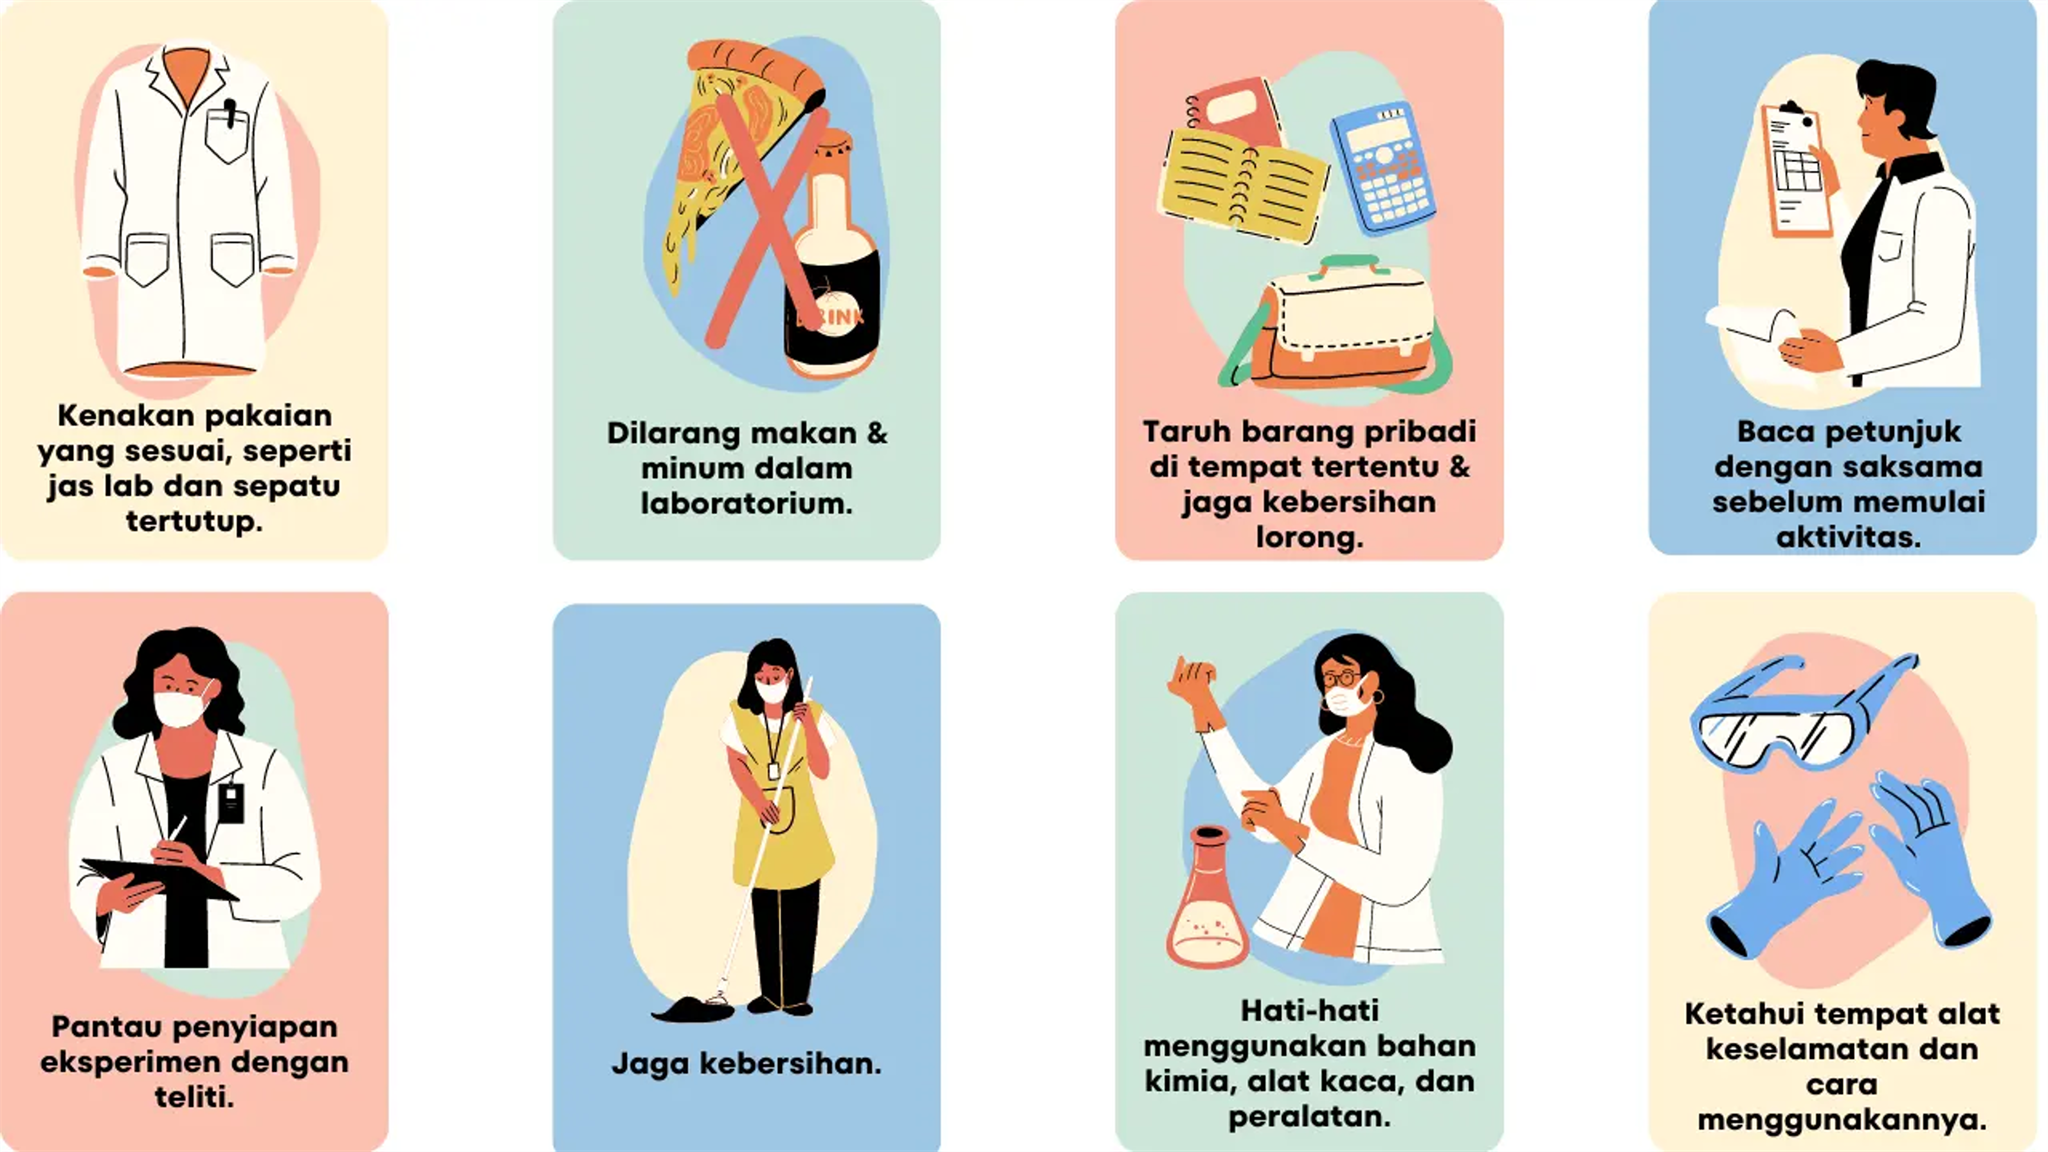 Kenakan pakaian
yang sesuai, seperti
jas lab dan sepatu
tertutup.
DRINK
Dilarang makan &
minum dalam
laboratorium.
Taruh barang pribadi
di tempat tertentu &
jaga kebersihan
lorong.
Baca petunjuk
dengan saksama
sebelum memulai
aktivitas.
Pantau penyiapan
eksperimen dengan
teliti.
Jaga kebersihan.
Hati-hati
menggunakan bahan
kimia, alat kaca, dan
peralatan.
Ketahui tempat alat
keselamatan dan
cara
menggunakannya.